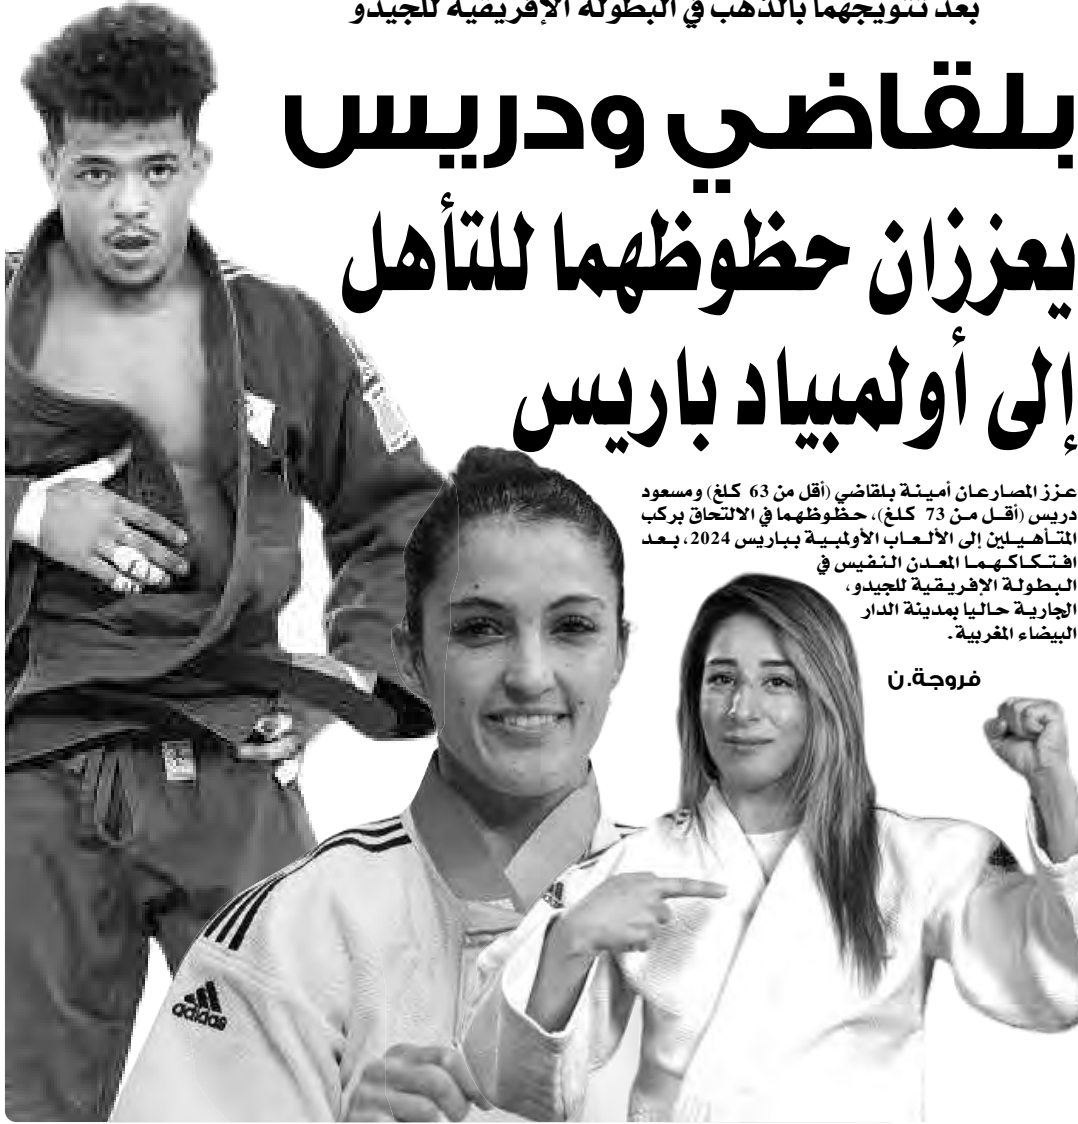 بعد تتويجهما بالذهب في البطولة الإفريقية للجيدو
بلقاضي ودريس
يعززان حظوظهما للتأهل
إلى أولمبياد باريس
عزز المصارعان أمينة بلقاضي (أقل من 63 كلغ) ومسعود
دريس (أقل من 73 كلغ)، حظوظهما في الالتحاق بركب
المتأهيلين إلى الألعاب الأولمبية بباريس 2024، بعد
افتكاكهما المعدن النفيس في
البطولة الإفريقية للجيدو،
الجارية حاليا بمدينة الدار
البيضاء المغربية.
فروجة.ن
adidas